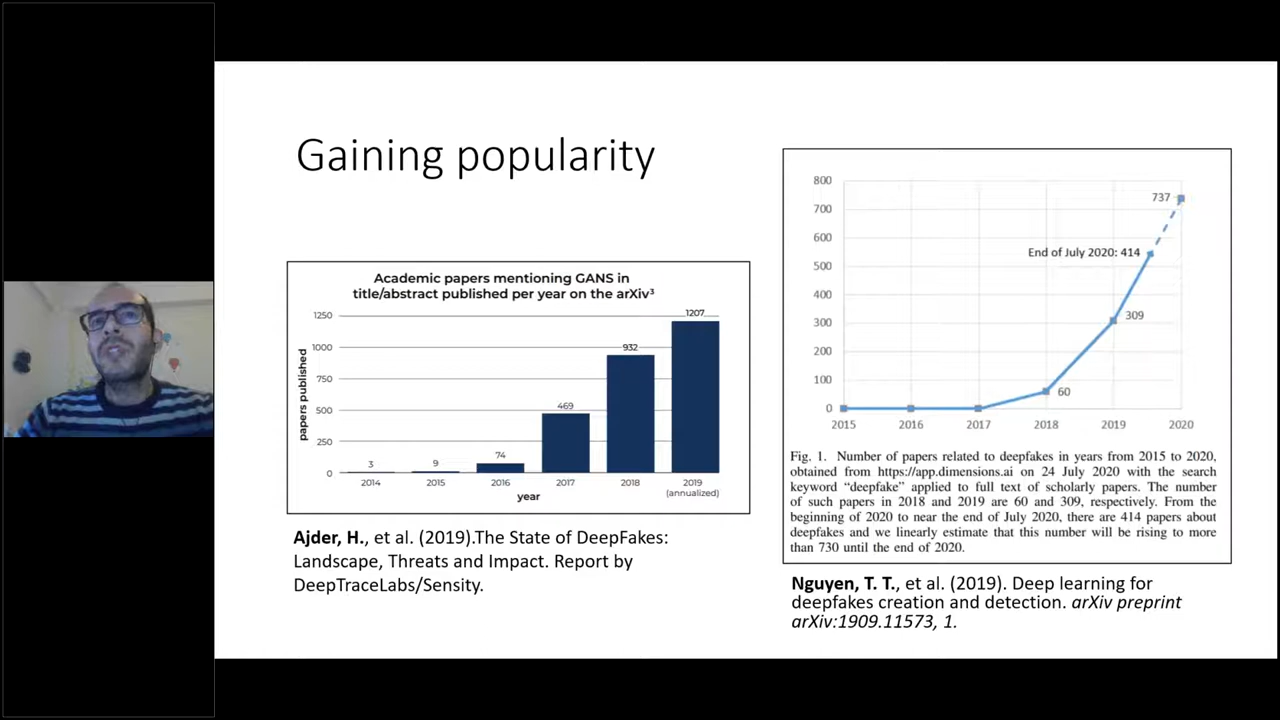 Gaining popularity
Academic papers mentioning GANS in
title/abstract published per year on the arXiv³
papers published
1250
1000
750
500
250
0
3
9
74
469
932
1207
2014
2015
2016
2017
2018
2019
(annualized)
year
Ajder, H., et al. (2019).The State of DeepFakes:
Landscape, Threats and Impact. Report by
DeepTraceLabs/Sensity.
800
700
600
500
400
300
200
100
0
737
End of July 2020: 414
309
60
2015
2016
2017
2018
2019
2020
Fig. 1. Number of papers related to deepfakes in years from 2015 to 2020,
obtained from https://app.dimensions.ai on 24 July 2020 with the search
keyword “deepfake” applied to full text of scholarly papers. The number
of such papers in 2018 and 2019 are 60 and 309, respectively. From the
beginning of 2020 to near the end of July 2020, there are 414 papers about
deepfakes and we linearly estimate that this number will be rising to more
than 730 until the end of 2020.
Nguyen, T. T., et al. (2019). Deep learning for
deepfakes creation and detection. arXiv preprint
arXiv:1909.11573, 1.